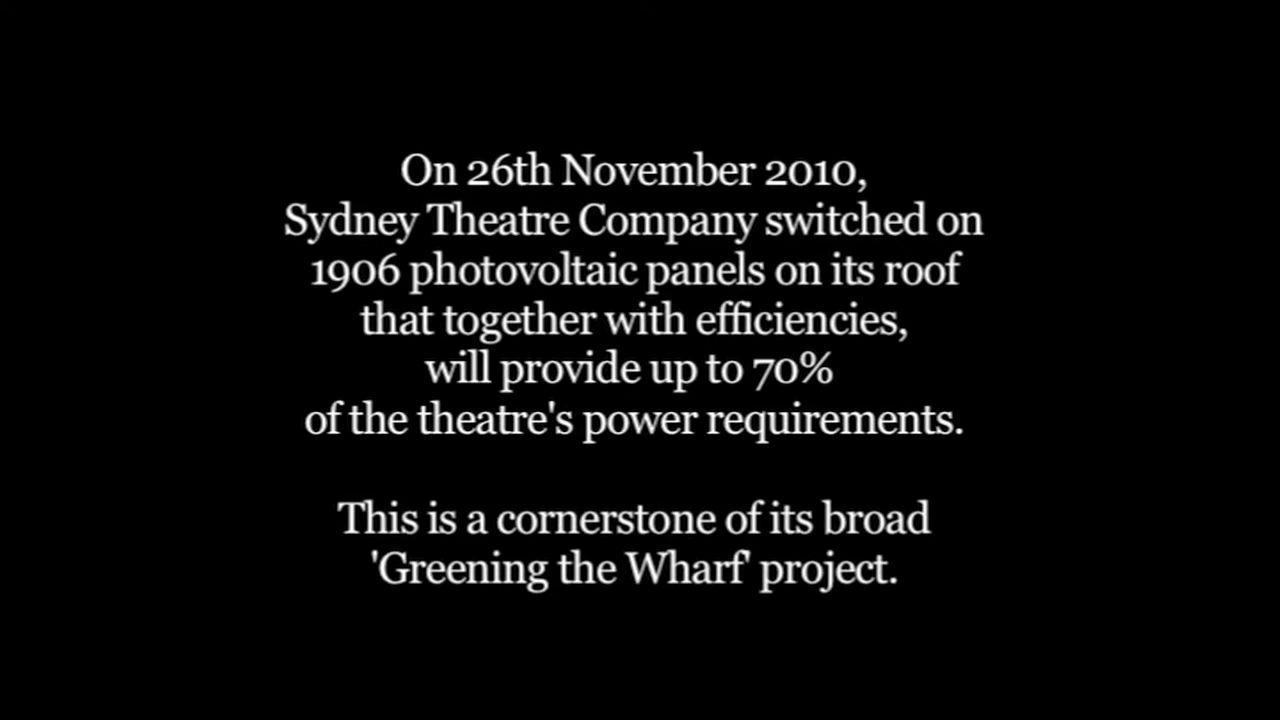 On 26th November 2010,
Sydney Theatre Company switched on
1906 photovoltaic panels on its roof
that together with efficiencies,
will provide up to 70%
of the theatre's power requirements.
This is a cornerstone of its broad
'Greening the Wharf' project.